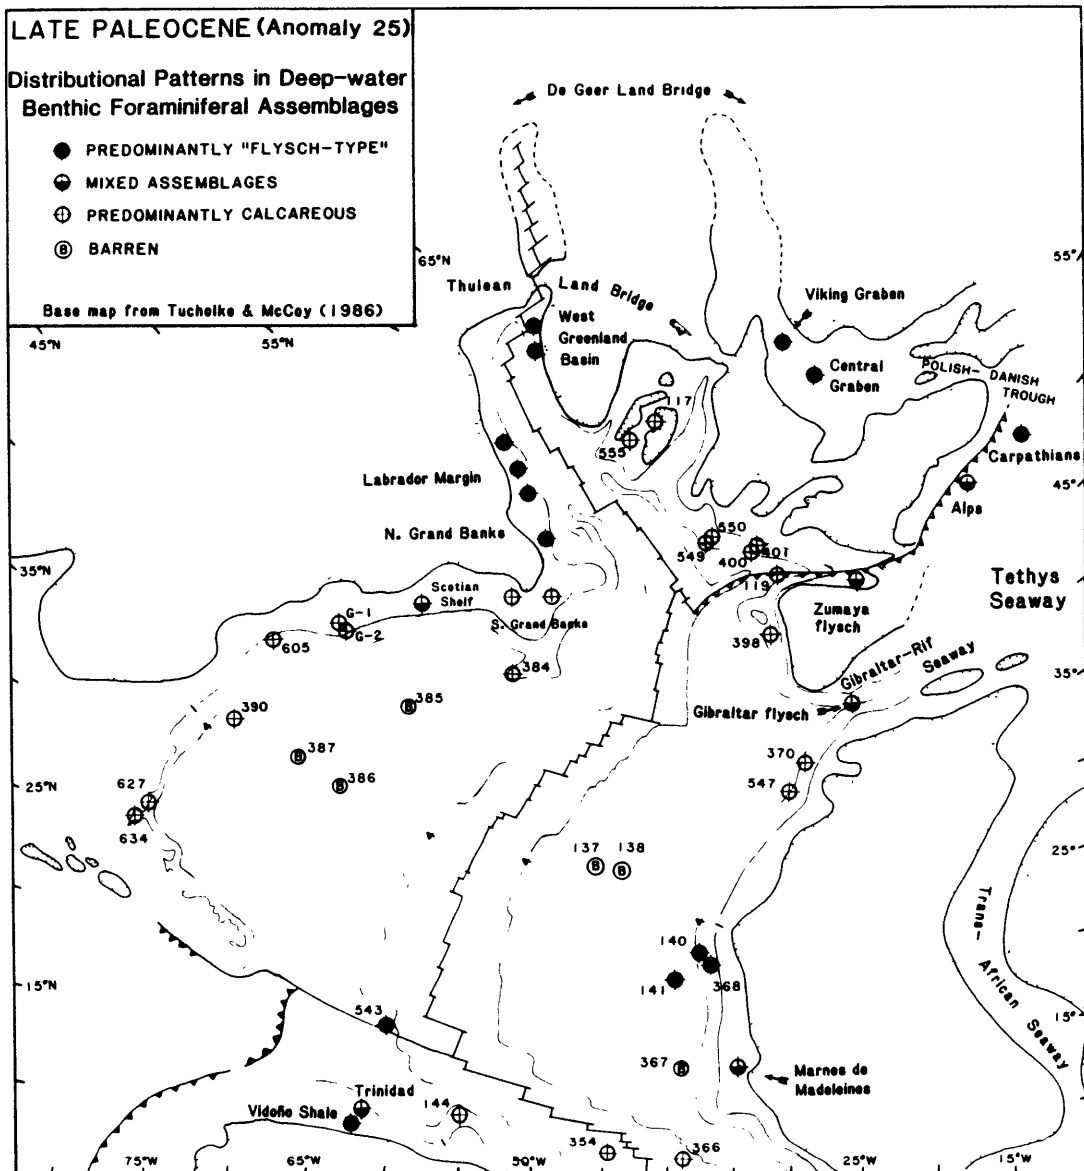 LATE PALEOCENE (Anomaly 25)
Distributional Patterns in Deep-water
Benthic Foraminiferal Assemblages
PREDOMINANTLY "FLYSCH-TYPE"
MIXED ASSEMBLAGES
PREDOMINANTLY CALCAREOUS
B BARREN
Base map from Tucholke & McCoy (1986)
De Geer Land Bridge
65°N
55°N
Thulean
Land Bridge
Viking Graben
45°N
55°N
West
Greenland
Basin
Central
Graben
POLISH- DANISH
TROUGH
117
555
Carpathians
Labrador Margin
45°N
Alps
N. Grand Banks
550
549
401
400
35°N
119
Tethys
Seaway
Scotian
Shelf
Zumaya
flysch
G-1
G-2
S. Grand Banks
605
398
384
Gibraltar-Rif
Seaway
35°N
385
B
390
Gibraltar flysch
387
B
370
386
B
547
627
25°N
634
137
138
B
B
25°N
4
4
4
4
Trans-
African Seaway
140
141
368
15°N
15°N
543
367
B
Marnes de
Madeleines
Trinidad
144
Vidoño Shale
354
366
75°W
65°W
50°W
25°W
15°W